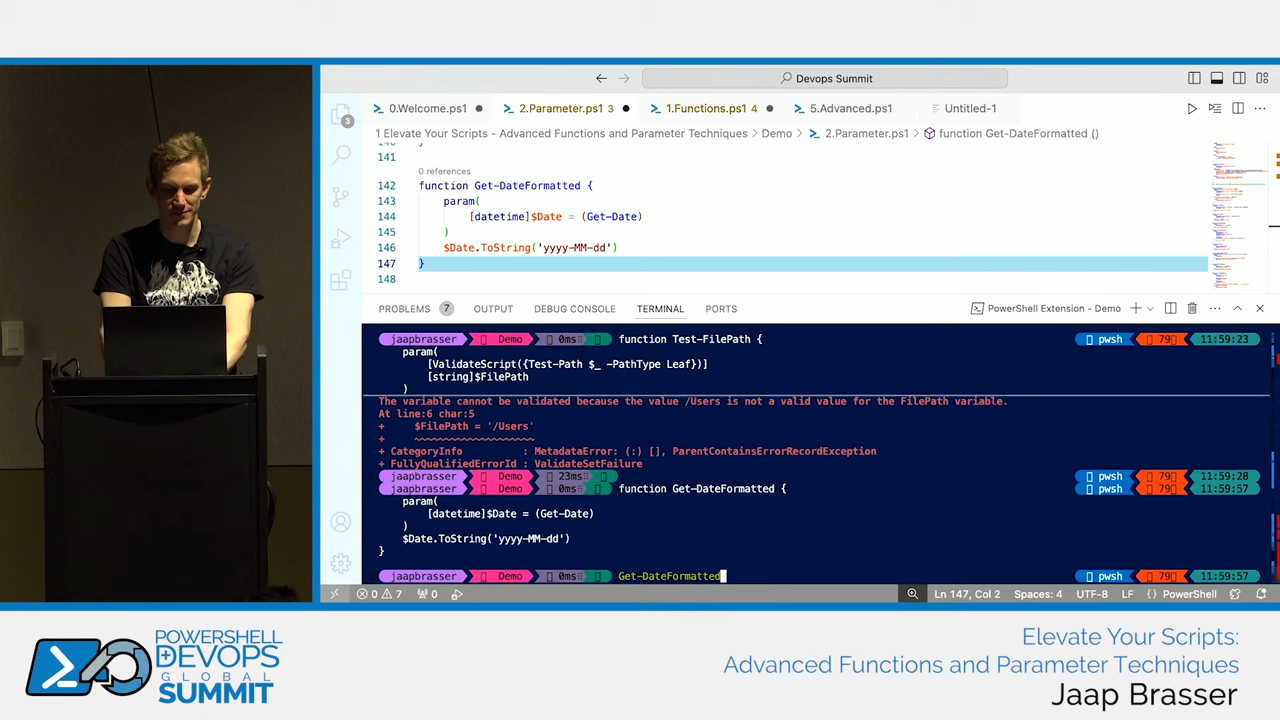 Devops Summit
0.Welcome.ps1
2.Parameter.ps1 3
1.Functions.ps1 4
5.Advanced.ps1
Untitled-1
1 Elevate Your Scripts - Advanced Functions and Parameter Techniques > Demo > 2.Parameter.ps1 > function Get-DateFormatted ()
3
140 }
141
0 references
142 function Get-DateFormatted {
143 param(
144 [datetime]$Date = (Get-Date)
145 )
146 $Date.ToString('yyyy-MM-dd')
147 }
148
PROBLEMS 7 OUTPUT DEBUG CONSOLE TERMINAL PORTS PowerShell Extension - Demo
jaapbrasser Demo 0ms function Test-FilePath { pwsh 79 11:59:23
param(
[ValidateScript({Test-Path $_ -PathType Leaf})]
[string]$FilePath
)
The variable cannot be validated because the value /Users is not a valid value for the FilePath variable.
At line:6 char:5
+ $FilePath = '/Users'
+ ~~~~~~~~~~~~~~~~~~~~
+ CategoryInfo : MetadataError: (:) [], ParentContainsErrorRecordException
+ FullyQualifiedErrorId : ValidateSetFailure
jaapbrasser Demo 23ms pwsh 79 11:59:28
jaapbrasser Demo 0ms function Get-DateFormatted { pwsh 79 11:59:57
param(
[datetime]$Date = (Get-Date)
)
$Date.ToString('yyyy-MM-dd')
}
jaapbrasser Demo 0ms Get-DateFormatted pwsh 79 11:59:57
0 7 0 Ln 147, Col 2 Spaces: 4 UTF-8 LF {} PowerShell
POWERSHELL
DEVOPS
GLOBAL
SUMMIT
Elevate Your Scripts:
Advanced Functions and Parameter Techniques
Jaap Brasser